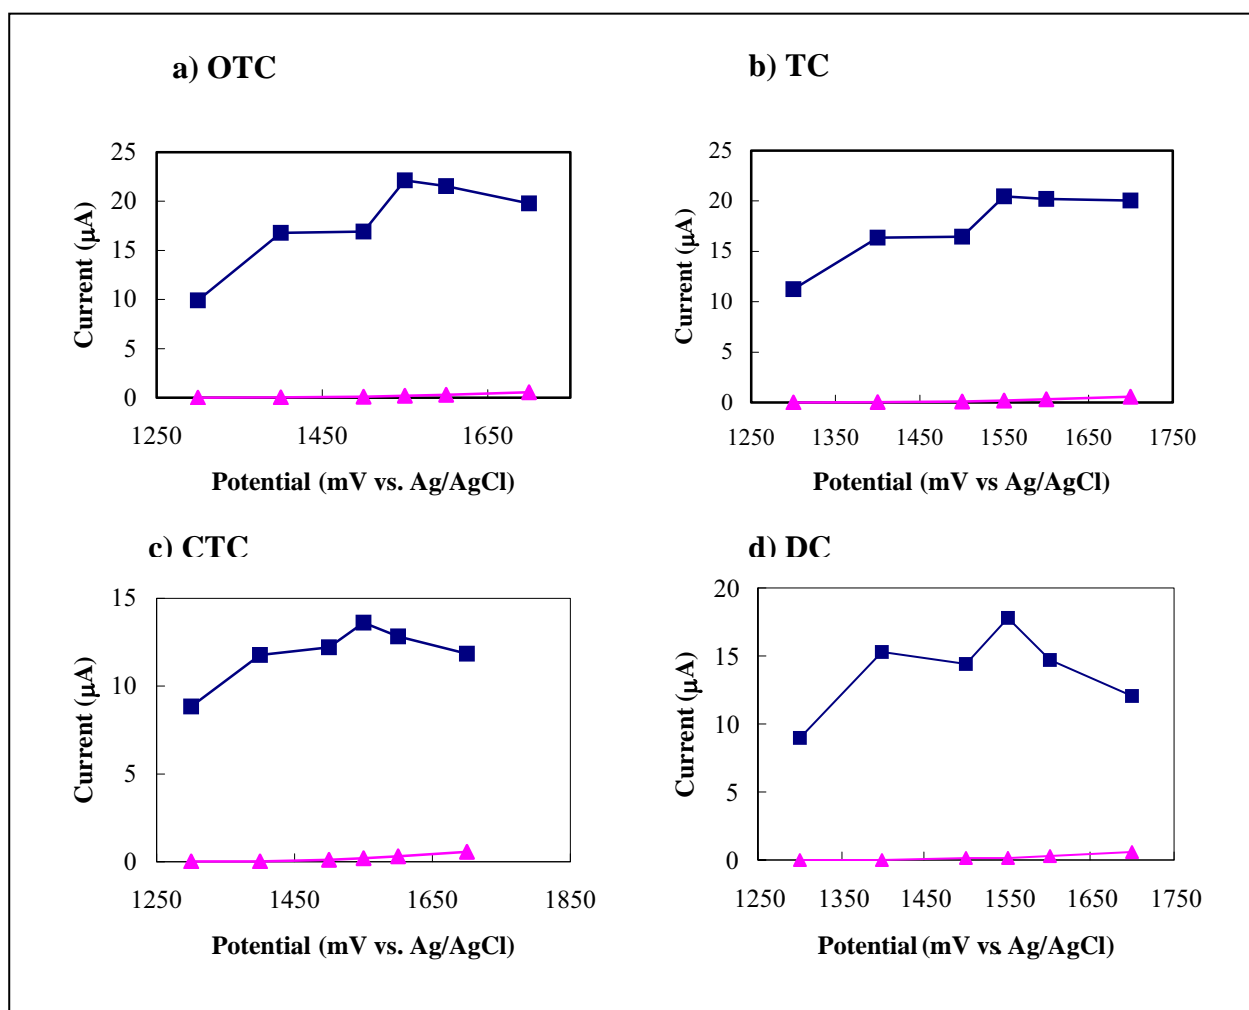 a) OTC
25
20
15
10
5
0
Current (µA)
1250 1450 1650
Potential (mV vs. Ag/AgCl)
b) TC
25
20
15
10
5
0
Current (µA)
1250 1350 1450 1550 1650 1750
Potential (mV vs Ag/AgCl)
c) CTC
15
10
5
0
Current (µA)
1250 1450 1650 1850
Potential (mV vs. Ag/AgCl)
d) DC
20
15
10
5
0
Current (µA)
1250 1350 1450 1550 1650 1750
Potential (mV vs. Ag/AgCl)